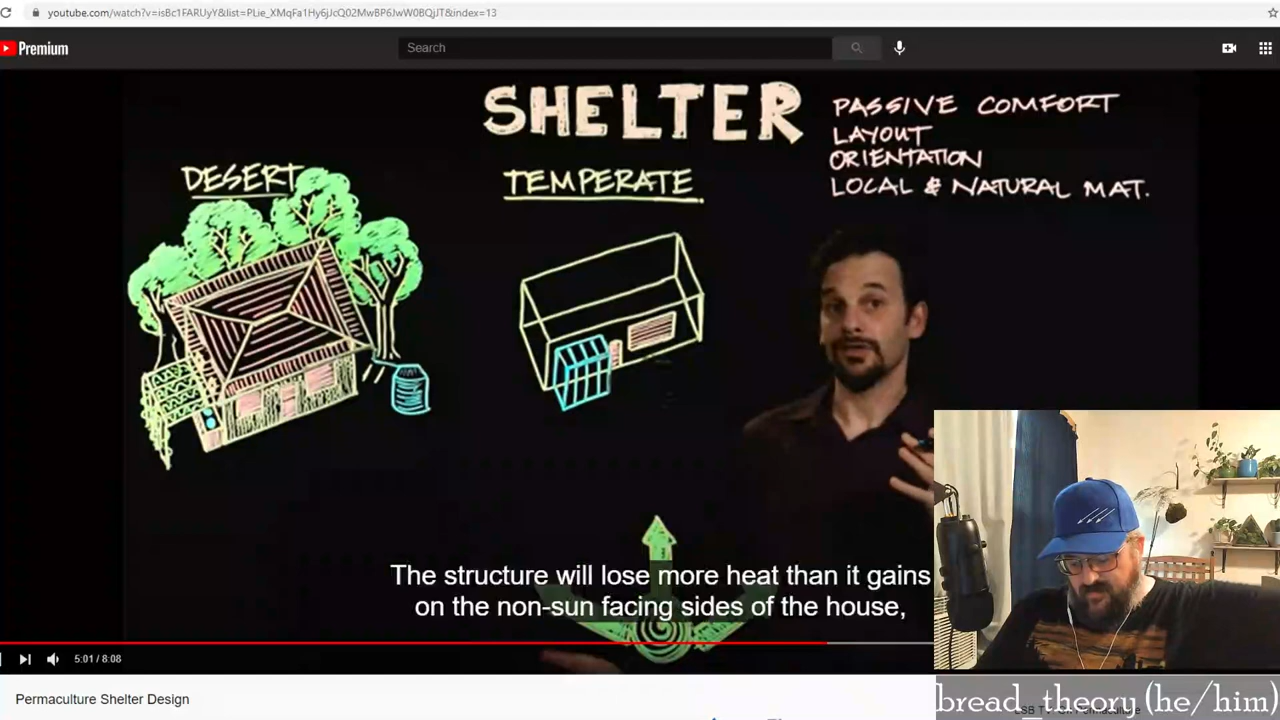 youtube.com/watch?v=isBc1FARUyY&list=PLie_XMqFa1Hy6jJcQ02MwBP6JwW0BQjJT&index=13
Premium
Search
SHELTER
PASSIVE COMFORT
LAYOUT
ORIENTATION
LOCAL & NATURAL MAT.
DESERT
TEMPERATE
The structure will lose more heat than it gains
on the non-sun facing sides of the house,
5:01 / 8:08
Permaculture Shelter Design
bread_theory (he/him)